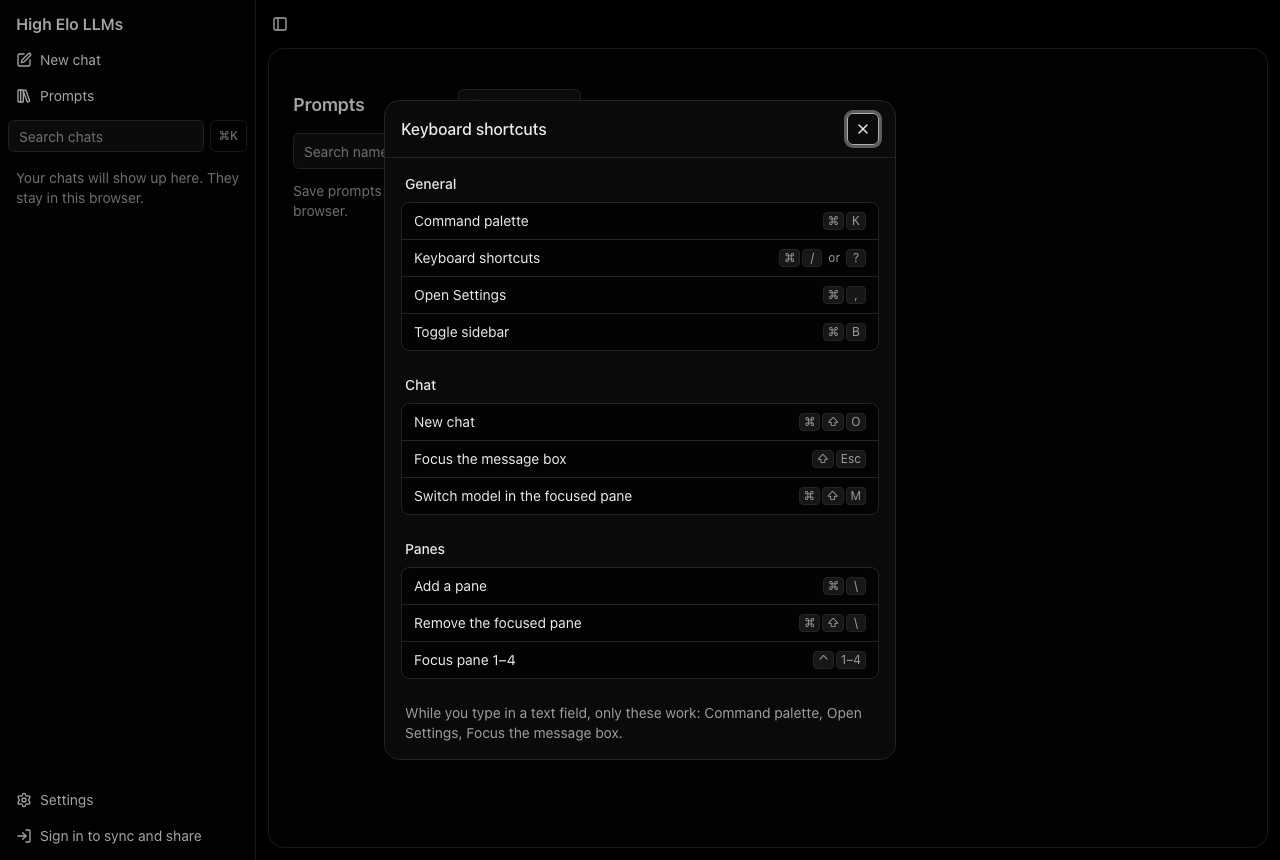 High Elo LLMs
New chat
Prompts
Search chats ⌘K
Your chats will show up here. They
stay in this browser.
Settings
Sign in to sync and share
Prompts
Search name
Save prompts
browser.
Keyboard shortcuts
General
Command palette ⌘ K
Keyboard shortcuts ⌘ / or ?
Open Settings ⌘ ,
Toggle sidebar ⌘ B
Chat
New chat ⌘ ⇧ O
Focus the message box ⇧ Esc
Switch model in the focused pane ⌘ ⇧ M
Panes
Add a pane ⌘ \
Remove the focused pane ⌘ ⇧ \
Focus pane 1–4 ^ 1–4
While you type in a text field, only these work: Command palette, Open
Settings, Focus the message box.